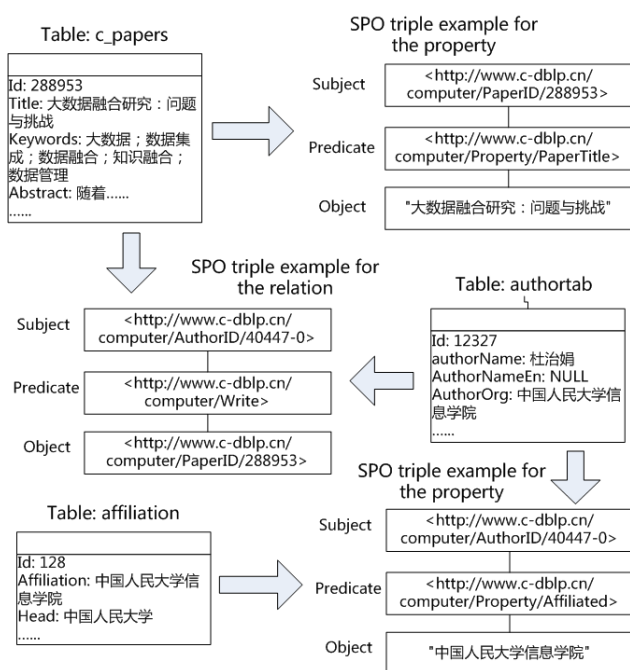 Table: c_papers
Id: 288953
Title: 大数据融合研究：问题
与挑战
Keywords: 大数据；数据集
成；数据融合；知识融合；
数据管理
Abstract: 随着……
……
SPO triple example for
the property
Subject
<http://www.c-dblp.cn/
computer/PaperID/288953>
Predicate
<http://www.c-dblp.cn/
computer/Property/PaperTitle>
Object
"大数据融合研究：问题与挑战"
SPO triple example for
the relation
Subject
<http://www.c-dblp.cn/
computer/AuthorID/40447-0>
Predicate
<http://www.c-dblp.cn/
computer/Write>
Object
<http://www.c-dblp.cn/
computer/PaperID/288953>
Table: authortab
Id: 12327
authorName: 杜治娟
AuthorNameEn: NULL
AuthorOrg: 中国人民大学信
息学院
……
Table: affiliation
Id: 128
Affiliation: 中国人民大学信
息学院
Head: 中国人民大学
……
SPO triple example for
the property
Subject
<http://www.c-dblp.cn/
computer/AuthorID/40447-0>
Predicate
<http://www.c-dblp.cn/
computer/Property/Affiliated>
Object
"中国人民大学信息学院"